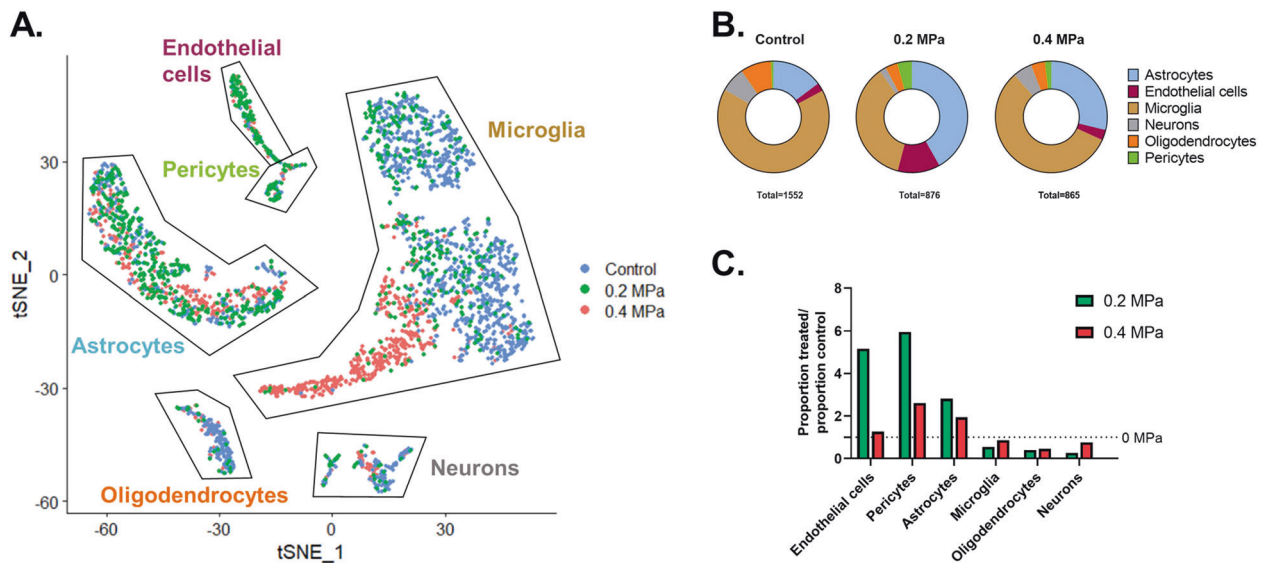 A.
Endothelial
cells
Pericytes
Microglia
Astrocytes
Oligodendrocytes
Neurons
30
0
-30
-60
tSNE_2
-60
-30
0
30
tSNE_1
Control
0.2 MPa
0.4 MPa
B.
Control
0.2 MPa
0.4 MPa
Total=1552
Total=876
Total=865
Astrocytes
Endothelial cells
Microglia
Neurons
Oligodendrocytes
Pericytes
C.
Proportion treated/
proportion control
8
6
4
2
0
0.2 MPa
0.4 MPa
0 MPa
Endothelial cells
Pericytes
Astrocytes
Microglia
Oligodendrocytes
Neurons